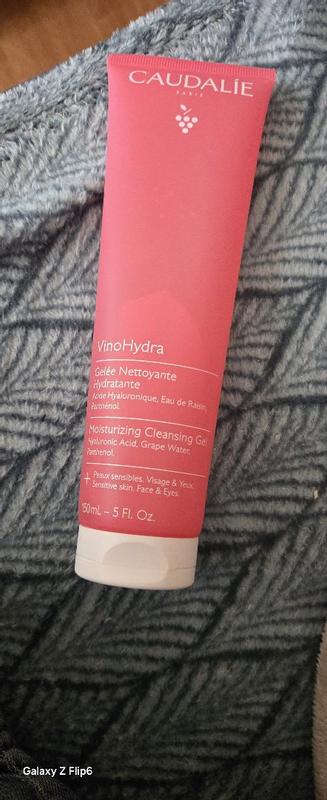 CAUDALÍE
PARIS
VinoHydra
Gelée Nettoyante
Hydratante
Acide Hyaluronique, Eau de Raisin,
Panthénol.
Moisturizing Cleansing Gel
Hyaluronic Acid, Grape Water,
Panthenol.
+ Peaux sensibles. Visage & Yeux.
Sensitive skin. Face & Eyes.
150mL – 5 Fl. Oz.
Galaxy Z Flip6